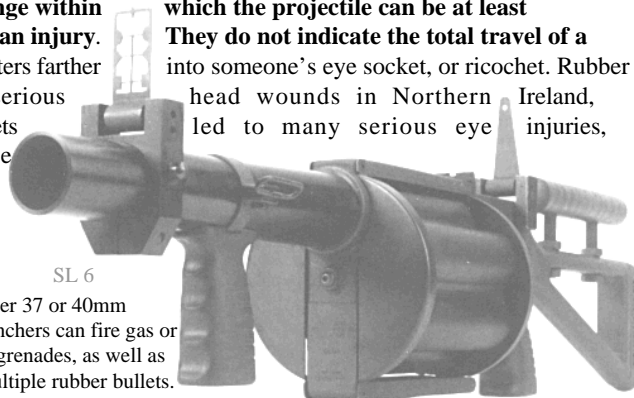 nge within which the projectile can be at least
an injury. They do not indicate the total travel of a
ters farther into someone's eye socket, or ricochet. Rubber
erious head wounds in Northern Ireland,
ets led to many serious eye injuries,
e
SL 6
er 37 or 40mm
nchers can fire gas or
grenades, as well as
ultiple rubber bullets.